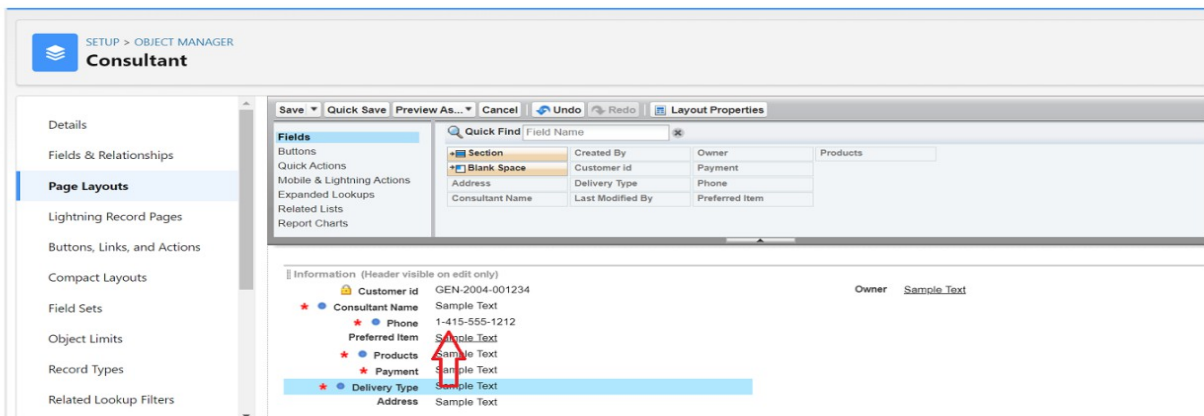 SETUP > OBJECT MANAGER
Consultant
Details
Fields & Relationships
Page Layouts
Lightning Record Pages
Buttons, Links, and Actions
Compact Layouts
Field Sets
Object Limits
Record Types
Related Lookup Filters
Save Quick Save Preview As... Cancel Undo Redo Layout Properties
Fields
Buttons
Quick Actions
Mobile & Lightning Actions
Expanded Lookups
Related Lists
Report Charts
Quick Find Field Name
Section Created By Owner Products
Blank Space Customer id Payment
Address Delivery Type Phone
Consultant Name Last Modified By Preferred Item
Information (Header visible on edit only)
Customer id GEN-2004-001234 Owner Sample Text
* Consultant Name Sample Text
* Phone 1-415-555-1212
Preferred Item Sample Text
* Products Sample Text
* Payment Sample Text
* Delivery Type Sample Text
Address Sample Text